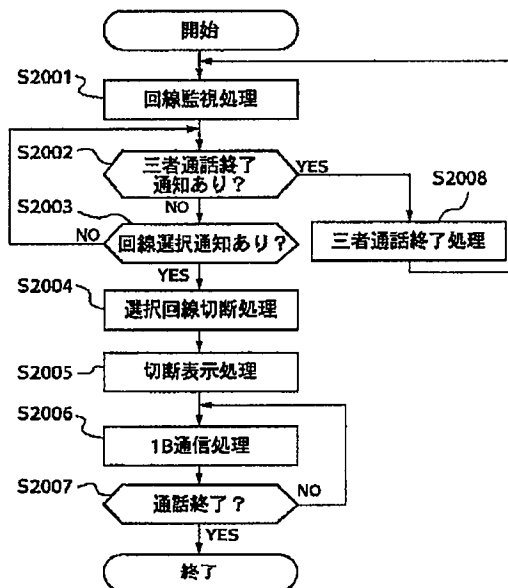 開始
S2001
回線監視処理
S2002
三者通話終了
通知あり?
YES
NO
S2003
回線選択通知あり?
NO
YES
S2008
三者通話終了処理
S2004
選択回線切断処理
S2005
切断表示処理
S2006
1B通信処理
S2007
通話終了?
NO
YES
終了